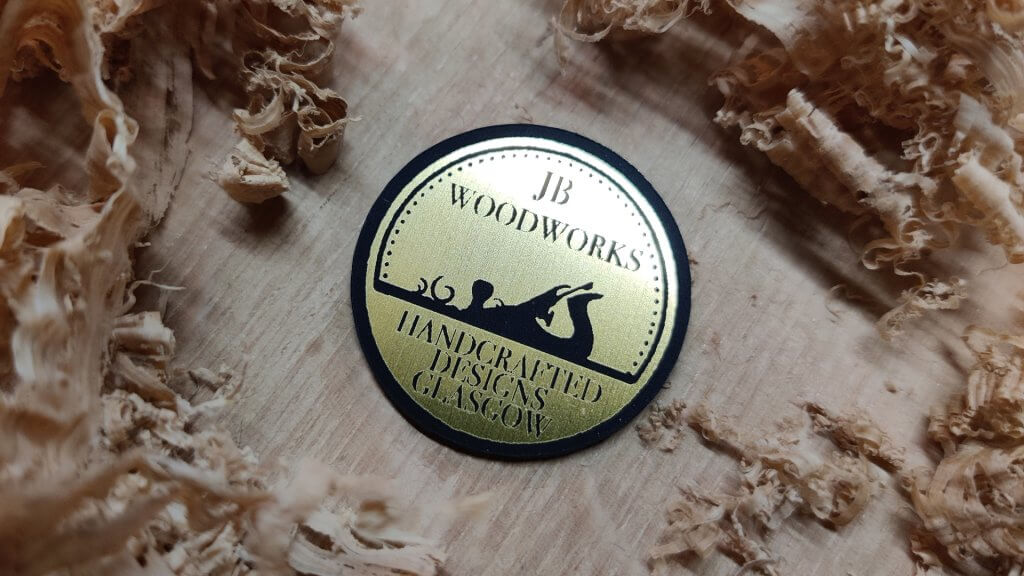 JB
WOODWORKS
HANDCRAFTED
DESIGNS
GLASGOW